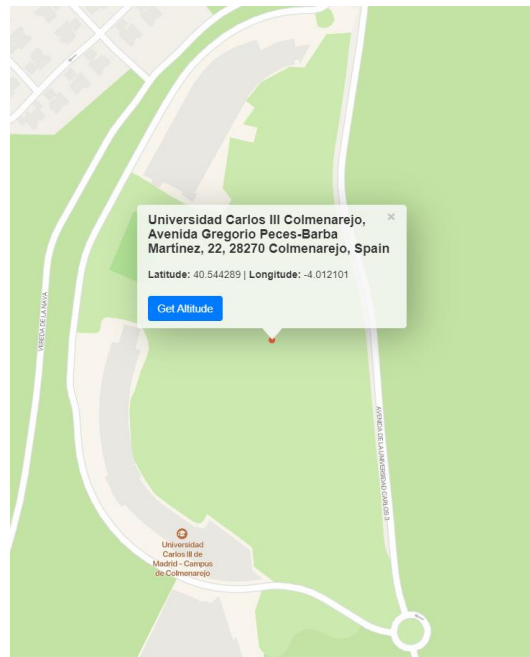 Universidad Carlos III Colmenarejo,
Avenida Gregorio Peces-Barba
Martínez, 22, 28270 Colmenarejo, Spain
×
Latitude: 40.544289 | Longitude: -4.012101
Get Altitude
VEREDA DE LA NAVA
AVENIDA DE LA UNIVERSIDAD CARLOS 3
Universidad
Carlos III de
Madrid - Campus
de Colmenarejo